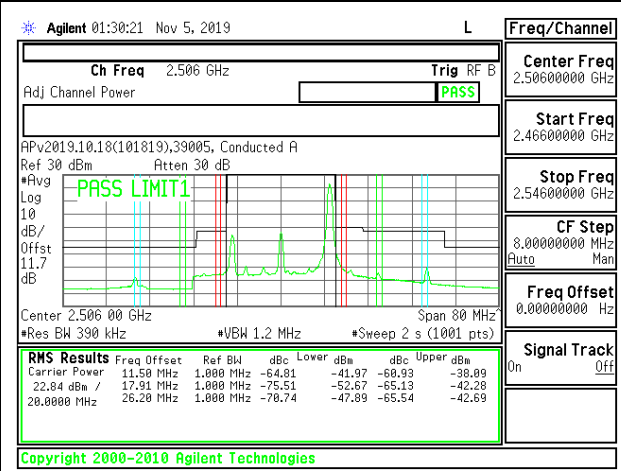 Agilent 01:30:21 Nov 5, 2019 L
Freq/Channel
Ch Freq 2.506 GHz Trig RF B
Adj Channel Power PASS
APv2019.10.18(101819),39005, Conducted A
Ref 30 dBm Atten 30 dB
#Avg
Log
10
dB/
Offst
11.7
dB
PASS LIMIT1
Center 2.506 00 GHz Span 80 MHz^
#Res BW 390 kHz #VBW 1.2 MHz #Sweep 2 s (1001 pts)
RMS Results Freq Offset Ref BW dBc Lower dBm dBc Upper dBm
Carrier Power 11.50 MHz 1.000 MHz -64.81 -41.97 -60.93 -38.09
22.84 dBm / 17.91 MHz 1.000 MHz -75.51 -52.67 -65.13 -42.28
20.0000 MHz 26.20 MHz 1.000 MHz -70.74 -47.89 -65.54 -42.69
Copyright 2000-2010 Agilent Technologies
Center Freq
2.50600000 GHz
Start Freq
2.46600000 GHz
Stop Freq
2.54600000 GHz
CF Step
8.00000000 MHz
Auto Man
Freq Offset
0.00000000 Hz
Signal Track
On Off